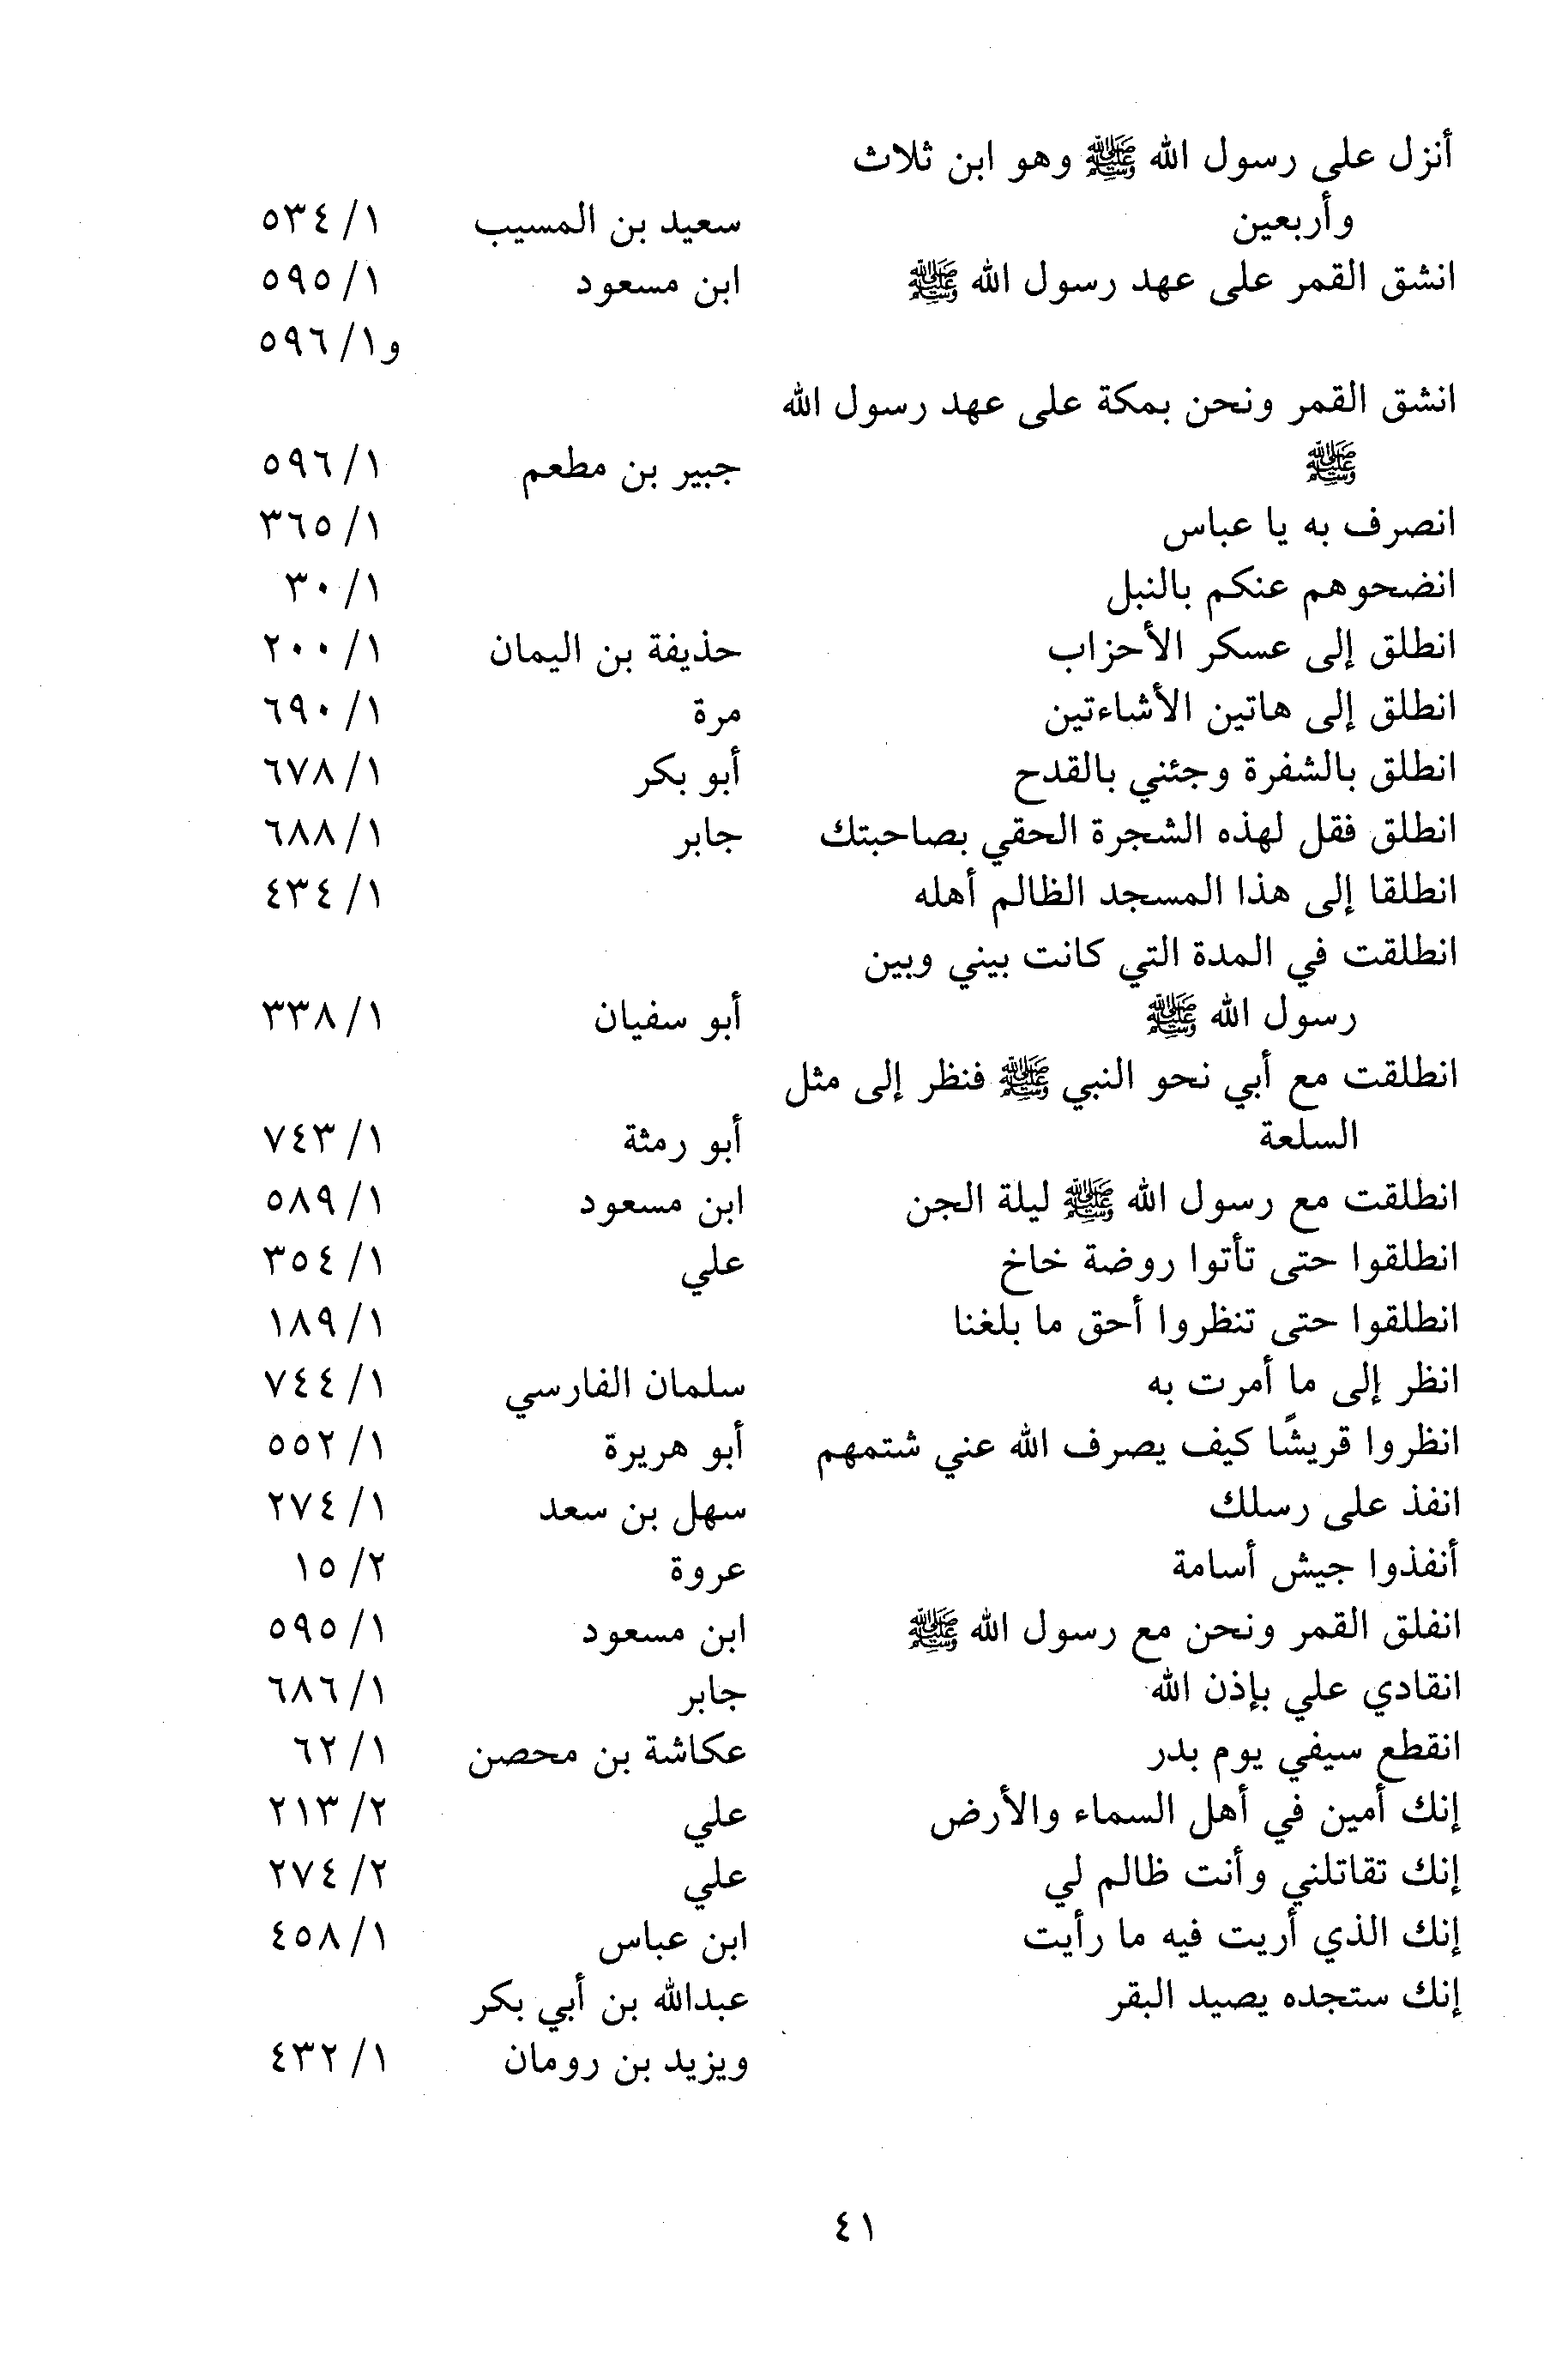 أنزل على رسول الله ﷺ وهو ابن ثلاث
وأربعين سعيد بن المسيب ١/ ٥٣٤
انشق القمر على عهد رسول الله ﷺ ابن مسعود ١/ ٥٩٥
و١/ ٥٩٦
انشق القمر ونحن بمكة على عهد رسول الله
ﷺ جبير بن مطعم ١/ ٥٩٦
انصرف به يا عباس ١/ ٣٦٥
انضحوهم عنكم بالنبل ١/ ٣٠
انطلق إلى عسكر الأحزاب حذيفة بن اليمان ١/ ٢٠٠
انطلق إلى هاتين الأشاءتين مرة ١/ ٦٩٠
انطلق بالشفرة وجئني بالقدح أبو بكر ١/ ٦٧٨
انطلق فقل لهذه الشجرة الحقي بصاحبتك جابر ١/ ٦٨٨
انطلقا إلى هذا المسجد الظالم أهله ١/ ٤٣٤
انطلقت في المدة التي كانت بيني وبين
رسول الله ﷺ أبو سفيان ١/ ٣٣٨
انطلقت مع أبي نحو النبي ﷺ فنظر إلى مثل
السلعة أبو رمثة ١/ ٧٤٣
انطلقت مع رسول الله ﷺ ليلة الجن ابن مسعود ١/ ٥٨٩
انطلقوا حتى تأتوا روضة خاخ علي ١/ ٣٥٤
انطلقوا حتى تنظروا أحق ما بلغنا ١/ ١٨٩
انظر إلى ما أمرت به سلمان الفارسي ١/ ٧٤٤
انظروا قريشًا كيف يصرف الله عني شتمهم أبو هريرة ١/ ٥٥٢
انفذ على رسلك سهل بن سعد ١/ ٢٧٤
أنفذوا جيش أسامة عروة ٢/ ١٥
انفلق القمر ونحن مع رسول الله ﷺ ابن مسعود ١/ ٥٩٥
انقادي علي بإذن الله جابر ١/ ٦٨٦
انقطع سيفي يوم بدر عكاشة بن محصن ١/ ٦٢
إنك أمين في أهل السماء والأرض علي ٢/ ٢١٣
إنك تقاتلني وأنت ظالم لي علي ٢/ ٢٧٤
إنك الذي أريت فيه ما رأيت ابن عباس ١/ ٤٥٨
إنك ستجده يصيد البقر عبدالله بن أبي بكر
ويزيد بن رومان ١/ ٤٣٢
٤١